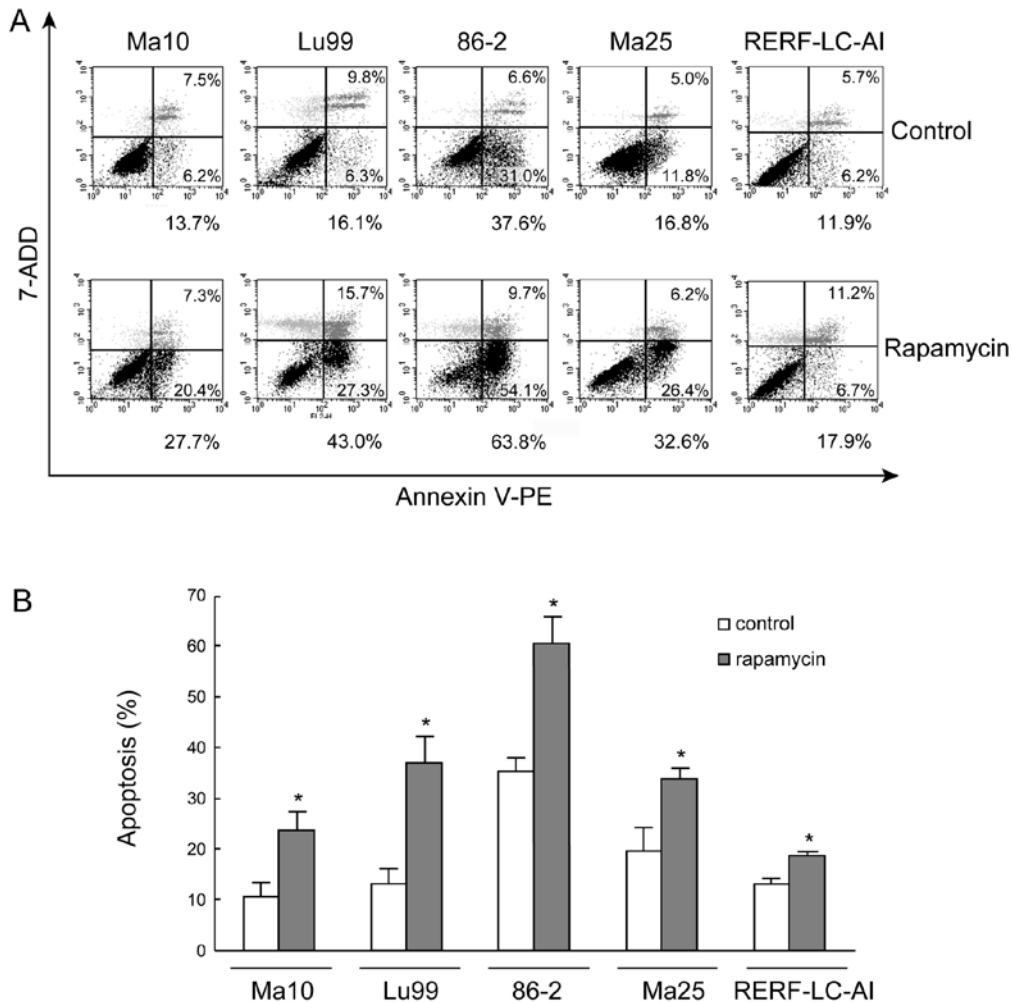 A
Ma10 Lu99 86-2 Ma25 RERF-LC-AI
7.5% 9.8% 6.6% 5.0% 5.7%
Control
6.2% 6.3% 31.0% 11.8% 6.2%
13.7% 16.1% 37.6% 16.8% 11.9%
7-ADD
7.3% 15.7% 9.7% 6.2% 11.2%
Rapamycin
20.4% 27.3% 54.1% 26.4% 6.7%
27.7% 43.0% 63.8% 32.6% 17.9%
Annexin V-PE
B
70
60
50
40
30
20
10
0
Apoptosis (%)
control
rapamycin
* * * * *
Ma10 Lu99 86-2 Ma25 RERF-LC-AI